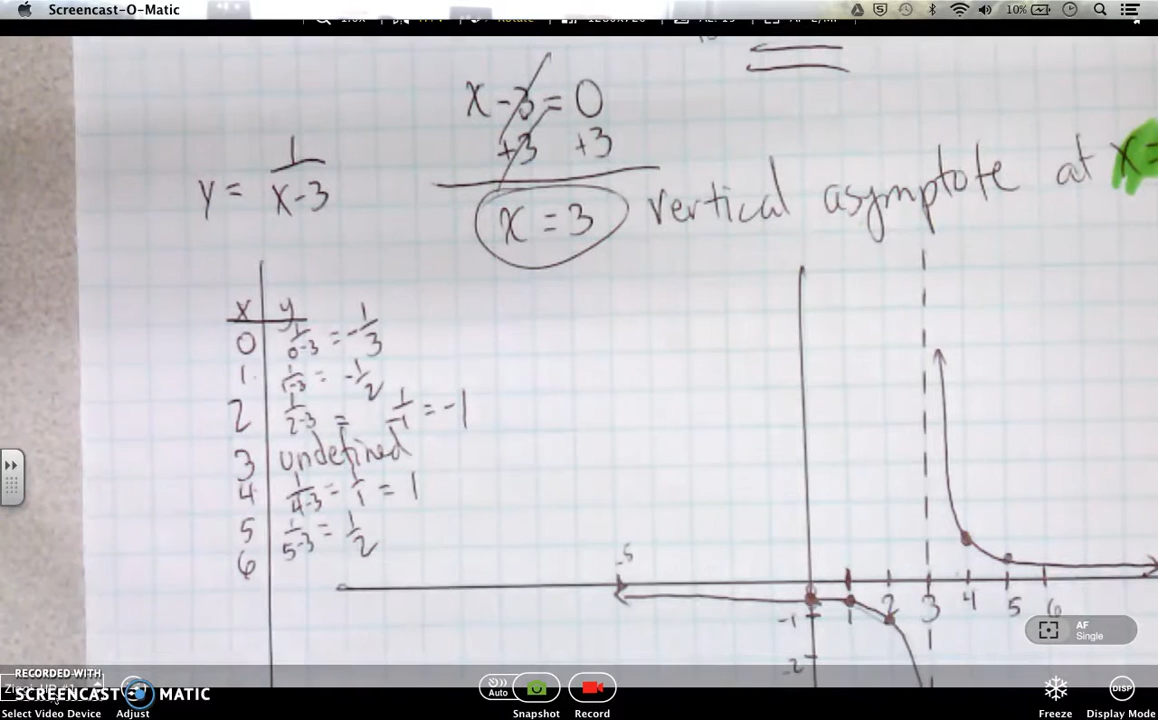 Screencast-O-Matic
10%
x - 3 = 0
+3 +3
y = 1/(x-3)
x = 3 vertical asymptote at x =
x y
0 1/(0-3) = -1/3
1 1/(1-3) = -1/2
2 1/(2-3) = 1/-1 = -1
3 undefined
4 1/(4-3) = 1/1 = 1
5 1/(5-3) = 1/2
6
-5
1 2 3 4 5 6
-1
-2
AF
Single
RECORDED WITH
SCREENCAST MATIC
Select Video Device
Adjust
Auto
Snapshot
Record
Freeze
DISP
Display Mode